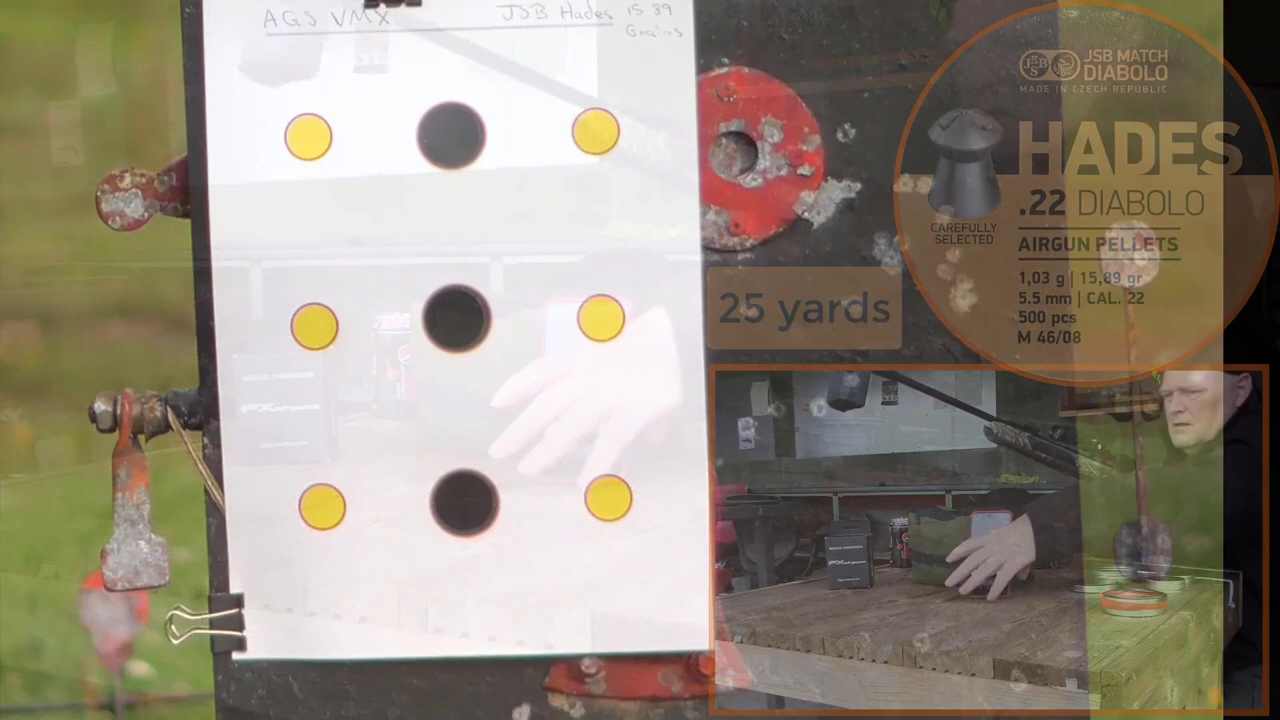 AGS VMX
JSB Hades 15 89
Grains
JSB MATCH
DIABOLO
MADE IN CZECH REPUBLIC
HADES
.22 DIABOLO
CAREFULLY
SELECTED
AIRGUN PELLETS
1,03 g | 15,89 gr
5.5 mm | CAL. 22
500 pcs
M 46/08
25 yards